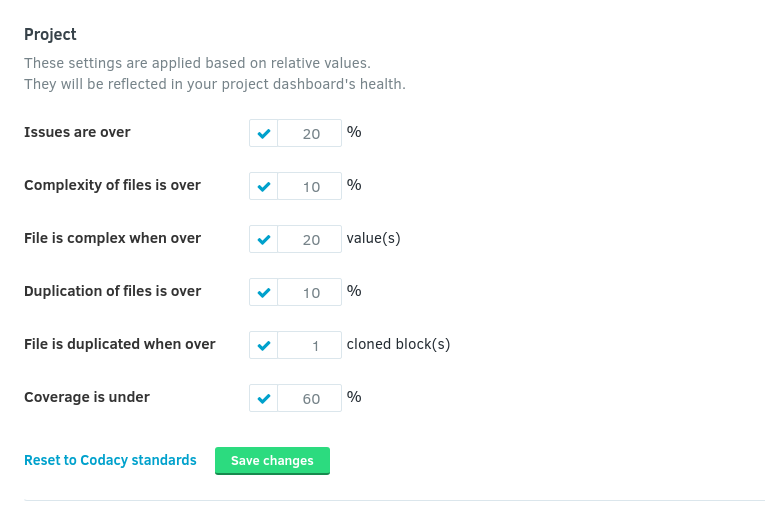 Project
These settings are applied based on relative values.
They will be reflected in your project dashboard's health.
Issues are over 20 %
Complexity of files is over 10 %
File is complex when over 20 value(s)
Duplication of files is over 10 %
File is duplicated when over 1 cloned block(s)
Coverage is under 60 %
Reset to Codacy standards Save changes